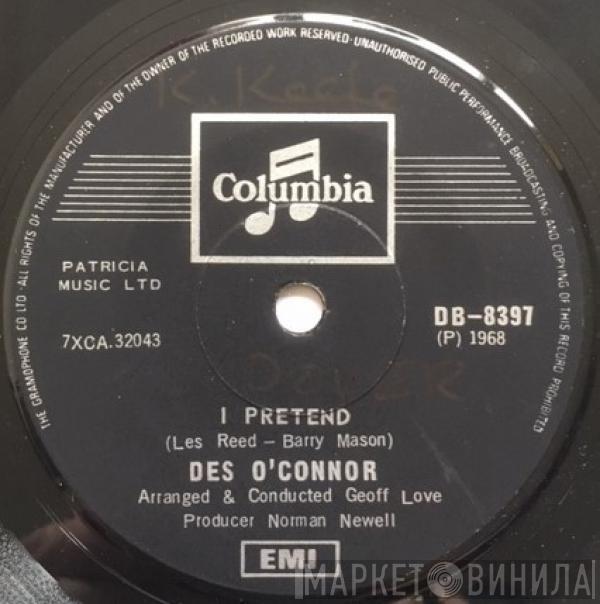 THE GRAMOPHONE CO LTD · ALL RIGHTS OF THE MANUFACTURER AND OF THE OWNER OF THE RECORDED WORK RESERVED · UNAUTHORISED PUBLIC PERFORMANCE BROADCASTING AND COPYING OF THIS RECORD PROHIBITED
Columbia
PATRICIA
MUSIC LTD
DB–8397
7XCA.32043
(P) 1968
I PRETEND
(Les Reed – Barry Mason)
DES O'CONNOR
Arranged & Conducted Geoff Love
Producer Norman Newell
EMI
МАРКЕТ ВИНИЛА